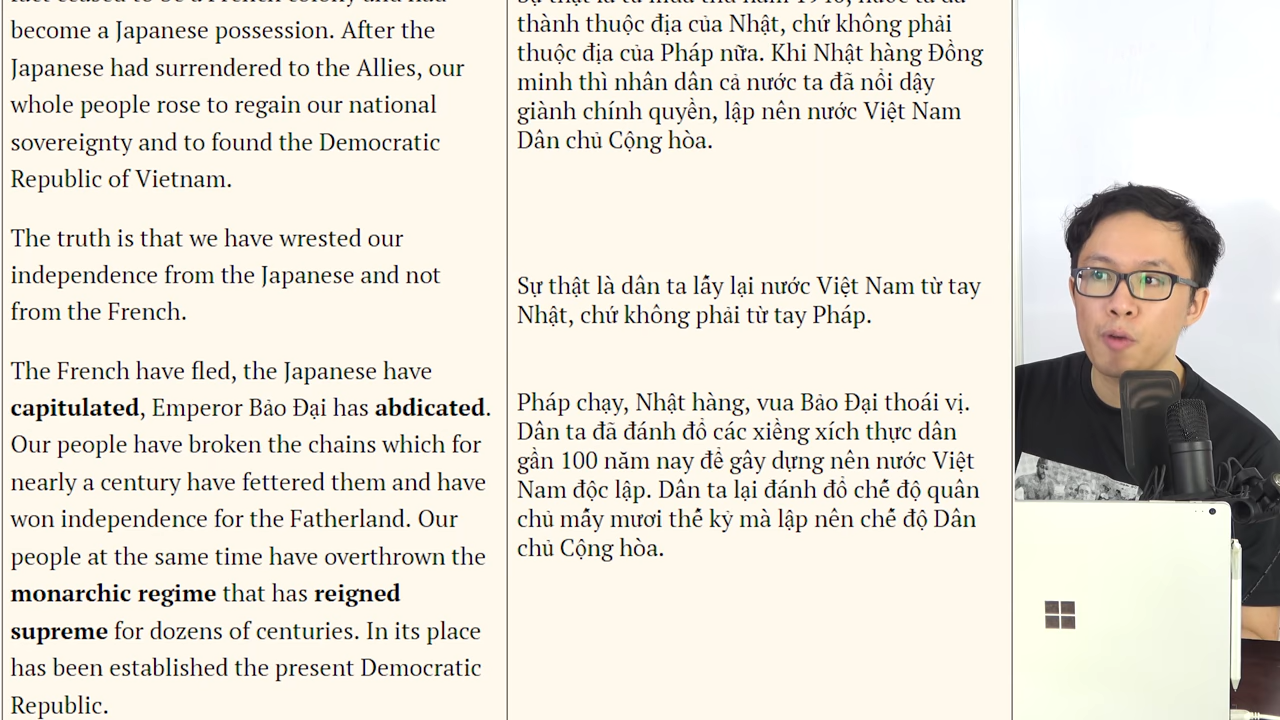 become a Japanese possession. After the
Japanese had surrendered to the Allies, our
whole people rose to regain our national
sovereignty and to found the Democratic
Republic of Vietnam.
The truth is that we have wrested our
independence from the Japanese and not
from the French.
The French have fled, the Japanese have
capitulated, Emperor Bảo Đại has abdicated.
Our people have broken the chains which for
nearly a century have fettered them and have
won independence for the Fatherland. Our
people at the same time have overthrown the
monarchic regime that has reigned
supreme for dozens of centuries. In its place
has been established the present Democratic
Republic.
thành thuộc địa của Nhật, chứ không phải
thuộc địa của Pháp nữa. Khi Nhật hàng Đồng
minh thì nhân dân cả nước ta đã nổi dậy
giành chính quyền, lập nên nước Việt Nam
Dân chủ Cộng hòa.
Sự thật là dân ta lấy lại nước Việt Nam từ tay
Nhật, chứ không phải từ tay Pháp.
Pháp chạy, Nhật hàng, vua Bảo Đại thoái vị.
Dân ta đã đánh đổ các xiềng xích thực dân
gần 100 năm nay để gây dựng nên nước Việt
Nam độc lập. Dân ta lại đánh đổ chế độ quân
chủ mấy mươi thế kỷ mà lập nên chế độ Dân
chủ Cộng hòa.